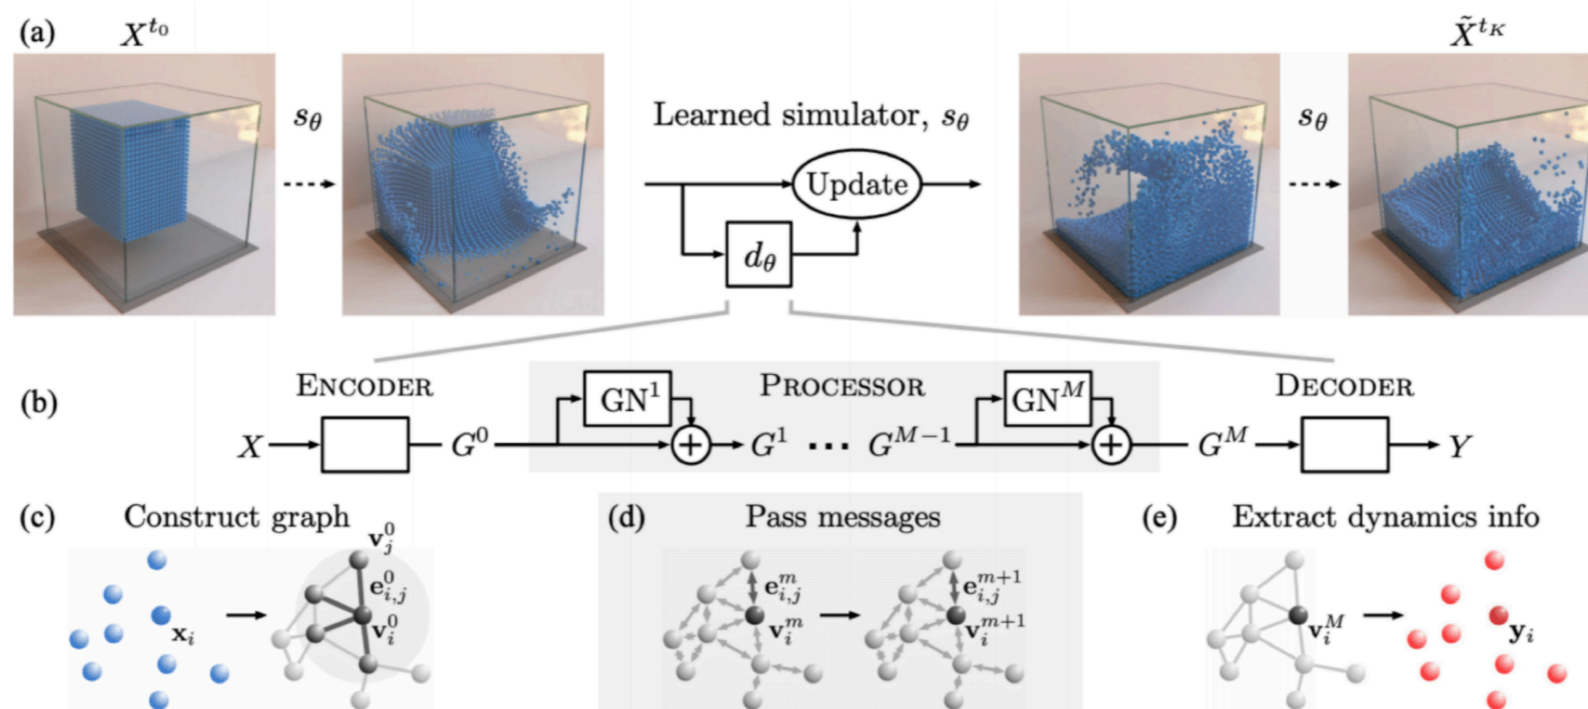 (a) X^{t_0} X̃^{t_K}
s_θ Learned simulator, s_θ s_θ
Update
d_θ
ENCODER PROCESSOR DECODER
(b) GN^1 GN^M
X G^0 + G^1 ··· G^{M−1} + G^M Y
(c) Construct graph (d) Pass messages (e) Extract dynamics info
v_j^0
e_{i,j}^0 e_{i,j}^m e_{i,j}^{m+1}
x_i v_i^0 v_i^m v_i^{m+1} v_i^M y_i